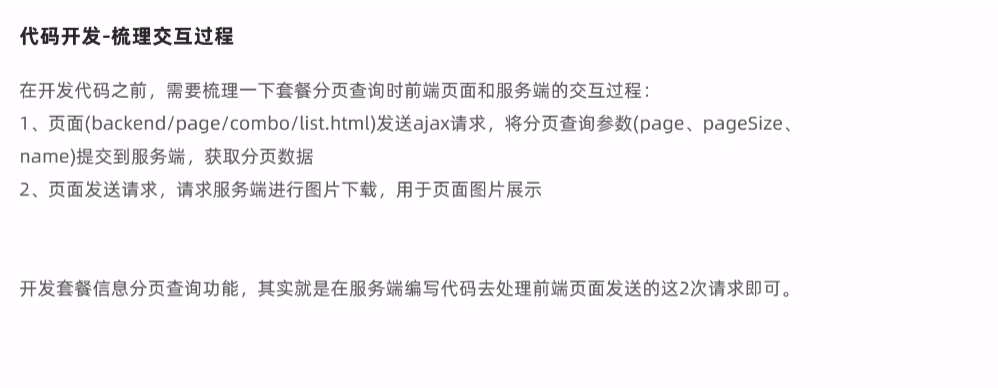 代码开发-梳理交互过程
在开发代码之前，需要梳理一下套餐分页查询时前端页面和服务端的交互过程：
1、页面(backend/page/combo/list.html)发送ajax请求，将分页查询参数(page、pageSize、
name)提交到服务端，获取分页数据
2、页面发送请求，请求服务端进行图片下载，用于页面图片展示
开发套餐信息分页查询功能，其实就是在服务端编写代码去处理前端页面发送的这2次请求即可。